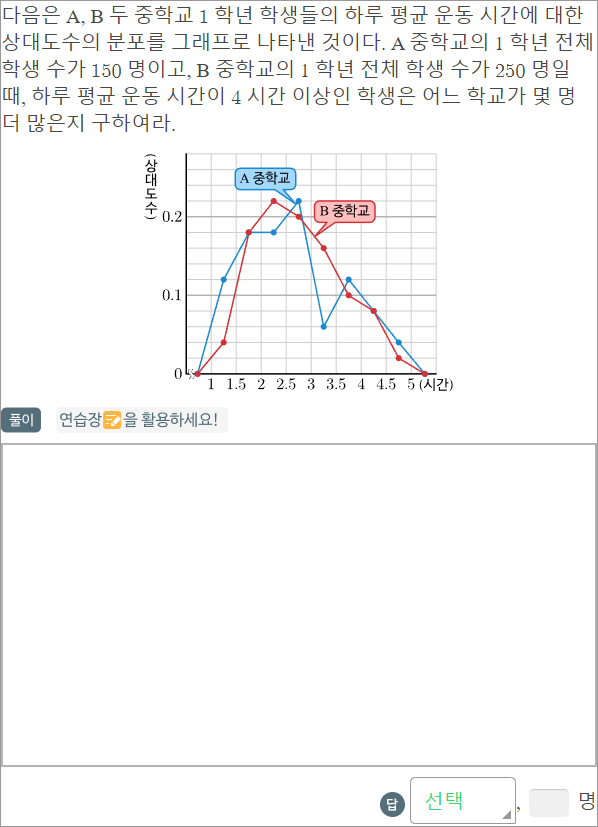 다음은 A, B 두 중학교 1 학년 학생들의 하루 평균 운동 시간에 대한
상대도수의 분포를 그래프로 나타낸 것이다. A 중학교의 1 학년 전체
학생 수가 150 명이고, B 중학교의 1 학년 전체 학생 수가 250 명일
때, 하루 평균 운동 시간이 4 시간 이상인 학생은 어느 학교가 몇 명
더 많은지 구하여라.
(상대도수)
A 중학교
B 중학교
0.2
0.1
0
1 1.5 2 2.5 3 3.5 4 4.5 5 (시간)
풀이 연습장을 활용하세요!
답 선택 , 명